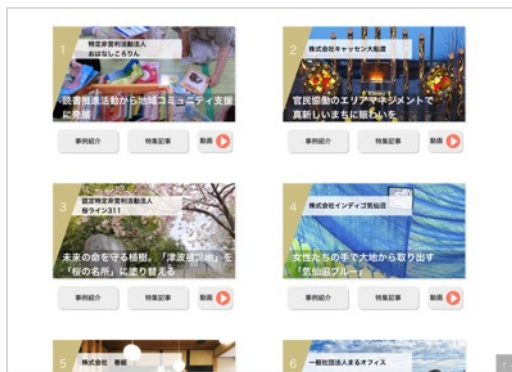 1
特定非営利活動法人
おはなしころりん
読書推進活動から地域コミュニティ支援
に発展
事例紹介
特集記事
動画
2
株式会社キャッセン大船渡
官民協働のエリアマネジメントで
真新しいまちに賑わいを
事例紹介
特集記事
動画
3
認定特定非営利活動法人
桜ライン311
未来の命を守る植樹。「津波被災地」を
「桜の名所」に塗り替える
事例紹介
特集記事
動画
4
株式会社インディゴ気仙沼
女性たちの手で大地から取り出す
「気仙沼ブルー」
事例紹介
特集記事
動画
5
株式会社 巻組
6
一般社団法人まるオフィス